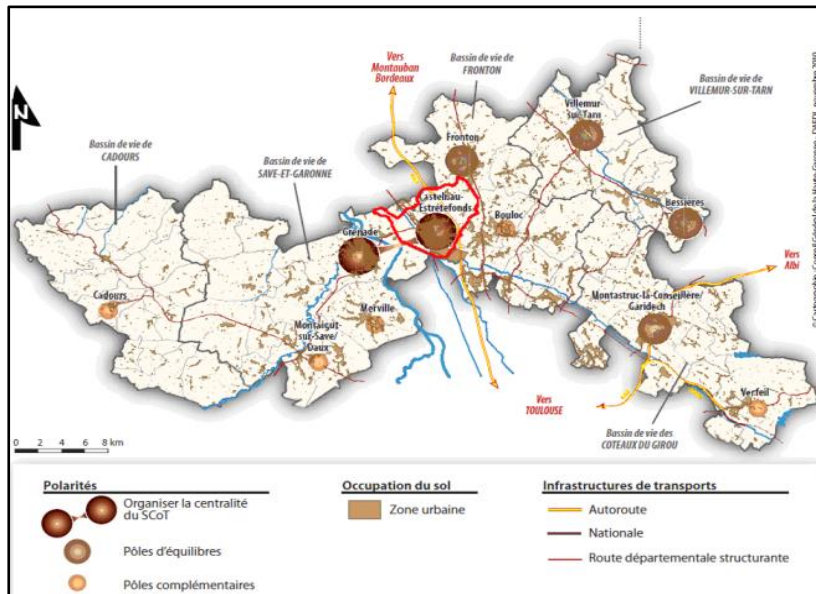 Vers
Montauban
Bordeaux
Bassin de vie de
FRONTON
Bassin de vie de
VILLEMUR-SUR-TARN
Villemur
sur-Tarn
Bassin de vie de
CADOURS
Bassin de vie de
SAVE-ET-GARONNE
Fronton
N
Castelnau-
Estrétefonds
Bouloc
Bessières
Grenade
Vers
Albi
Cadours
Merville
Montastruc-la-Conseillère/
Garidech
Montaigut-
sur-Save/
Daux
Verfeil
Vers
TOULOUSE
Bassin de vie des
COTEAUX DU GIROU
0 2 4 6 8 km
Polarités
Organiser la centralité
du SCoT
Pôles d'équilibres
Pôles complémentaires
Occupation du sol
Zone urbaine
Infrastructures de transports
Autoroute
Nationale
Route départementale structurante